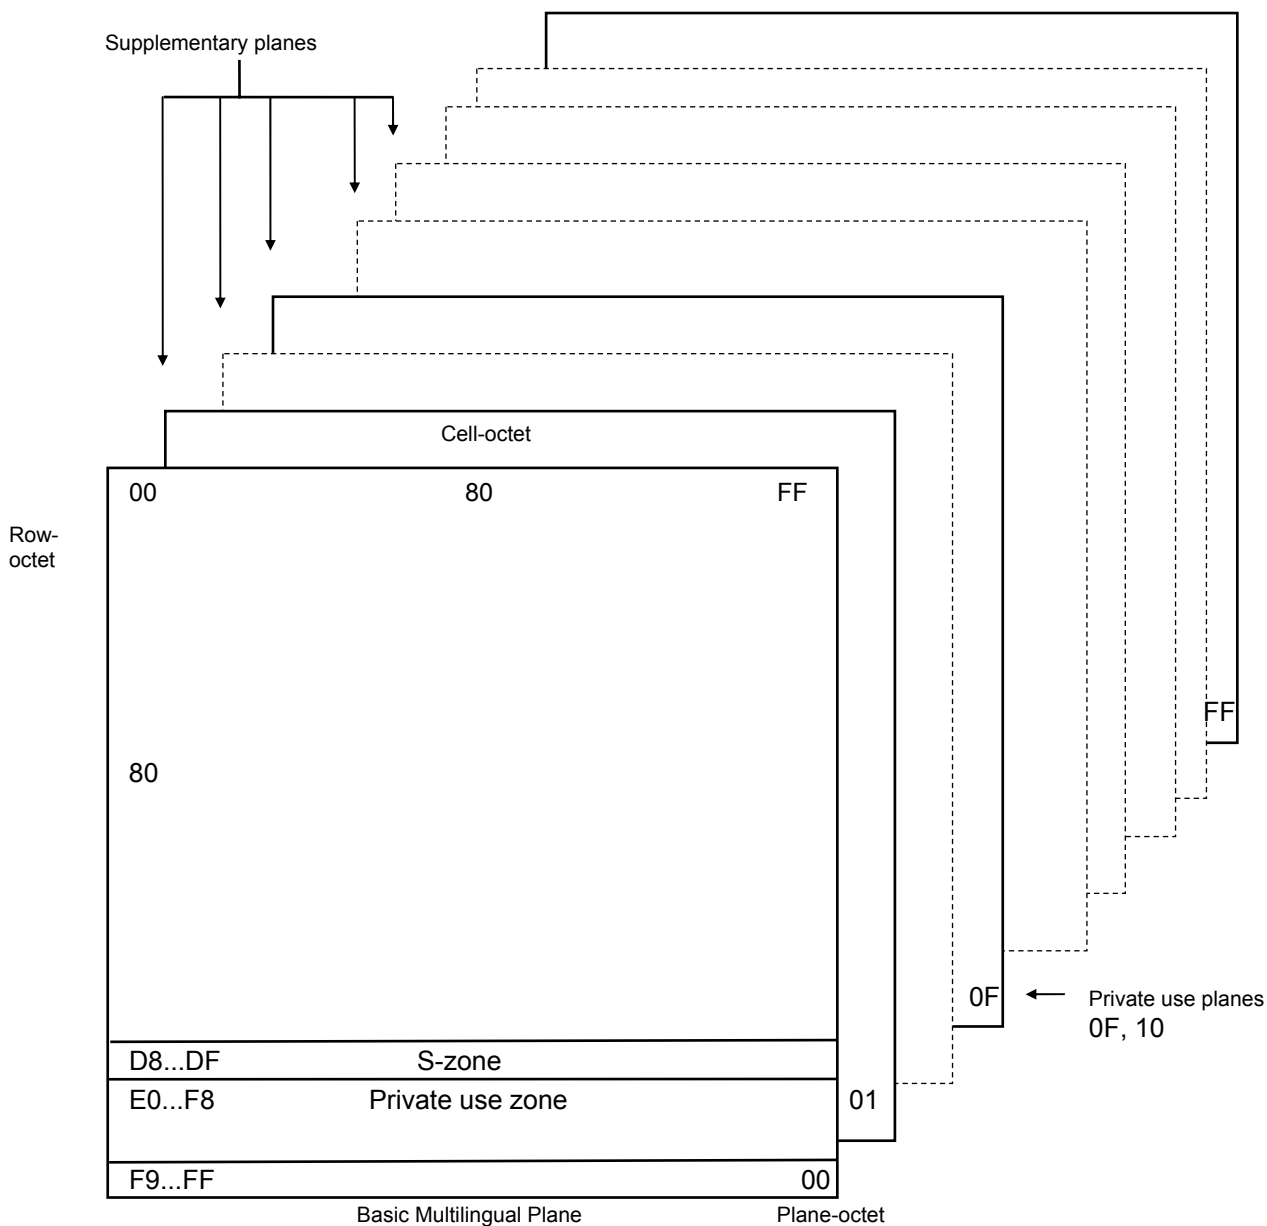 Supplementary planes
Cell-octet
00 80 FF
Row-
octet
FF
80
0F
Private use planes
0F, 10
D8...DF S-zone
E0...F8 Private use zone
01
F9...FF 00
Basic Multilingual Plane Plane-octet